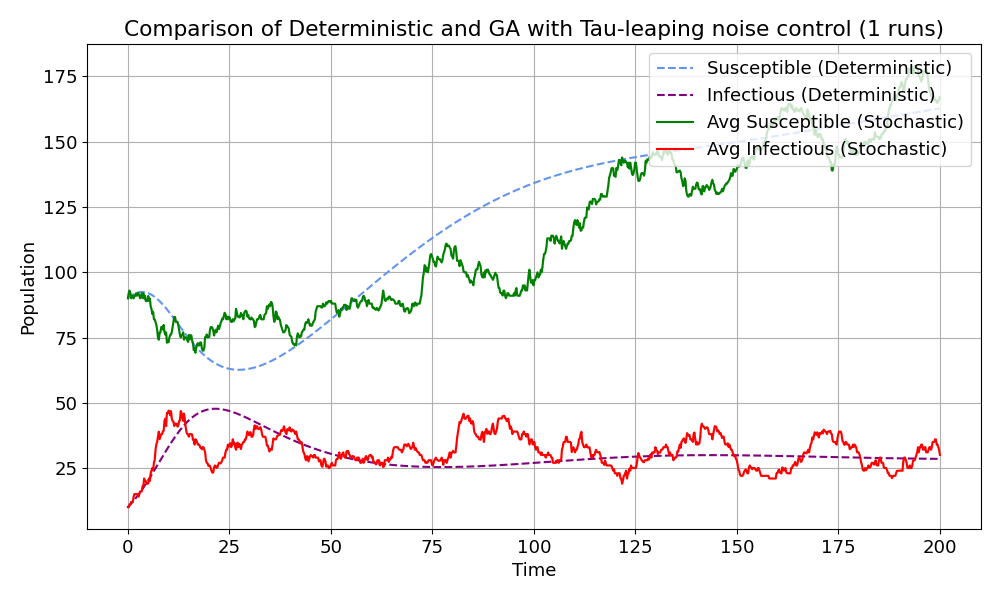 Comparison of Deterministic and GA with Tau-leaping noise control (1 runs)
Susceptible (Deterministic)
Infectious (Deterministic)
Avg Susceptible (Stochastic)
Avg Infectious (Stochastic)
Population
175
150
125
100
75
50
25
0 25 50 75 100 125 150 175 200
Time